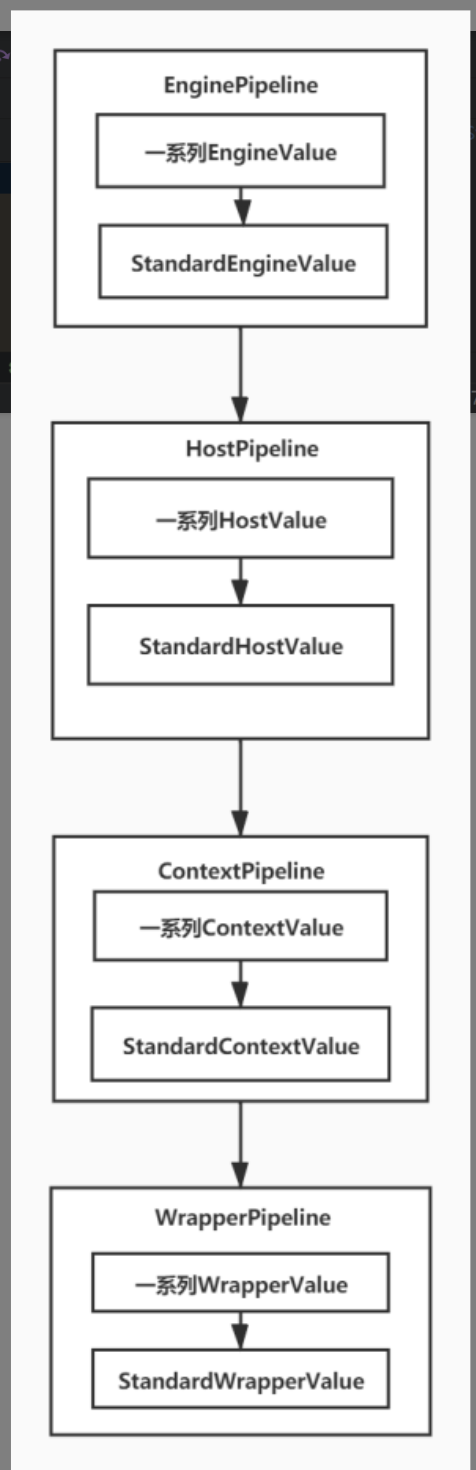 EnginePipeline
一系列EngineValue
StandardEngineValue
HostPipeline
一系列HostValue
StandardHostValue
ContextPipeline
一系列ContextValue
StandardContextValue
WrapperPipeline
一系列WrapperValue
StandardWrapperValue